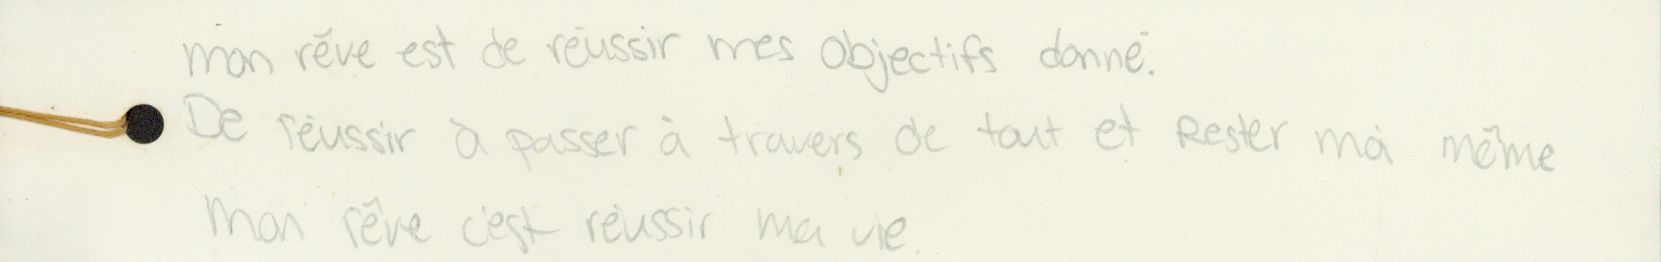 mon rêve est de réussir mes objectifs donné.
De réussir à passer à travers de tout et Rester moi même
mon rêve c'est réussir ma vie.